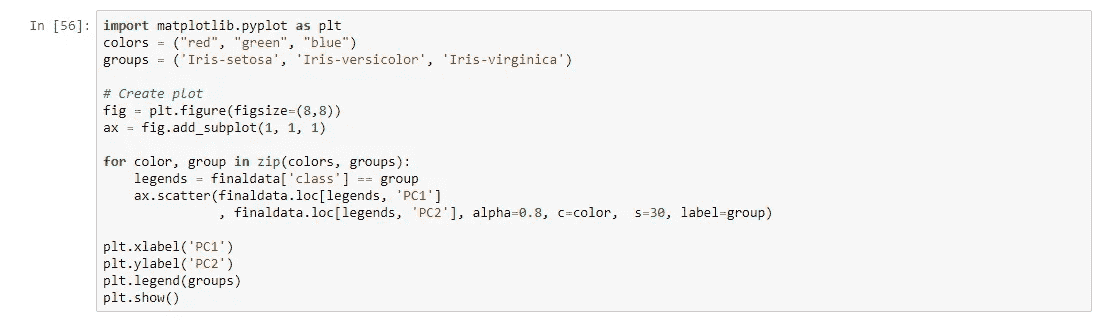 In [56]: import matplotlib.pyplot as plt
colors = ("red", "green", "blue")
groups = ('Iris-setosa', 'Iris-versicolor', 'Iris-virginica')
# Create plot
fig = plt.figure(figsize=(8,8))
ax = fig.add_subplot(1, 1, 1)
for color, group in zip(colors, groups):
legends = finaldata['class'] == group
ax.scatter(finaldata.loc[legends, 'PC1']
, finaldata.loc[legends, 'PC2'], alpha=0.8, c=color, s=30, label=group)
plt.xlabel('PC1')
plt.ylabel('PC2')
plt.legend(groups)
plt.show()